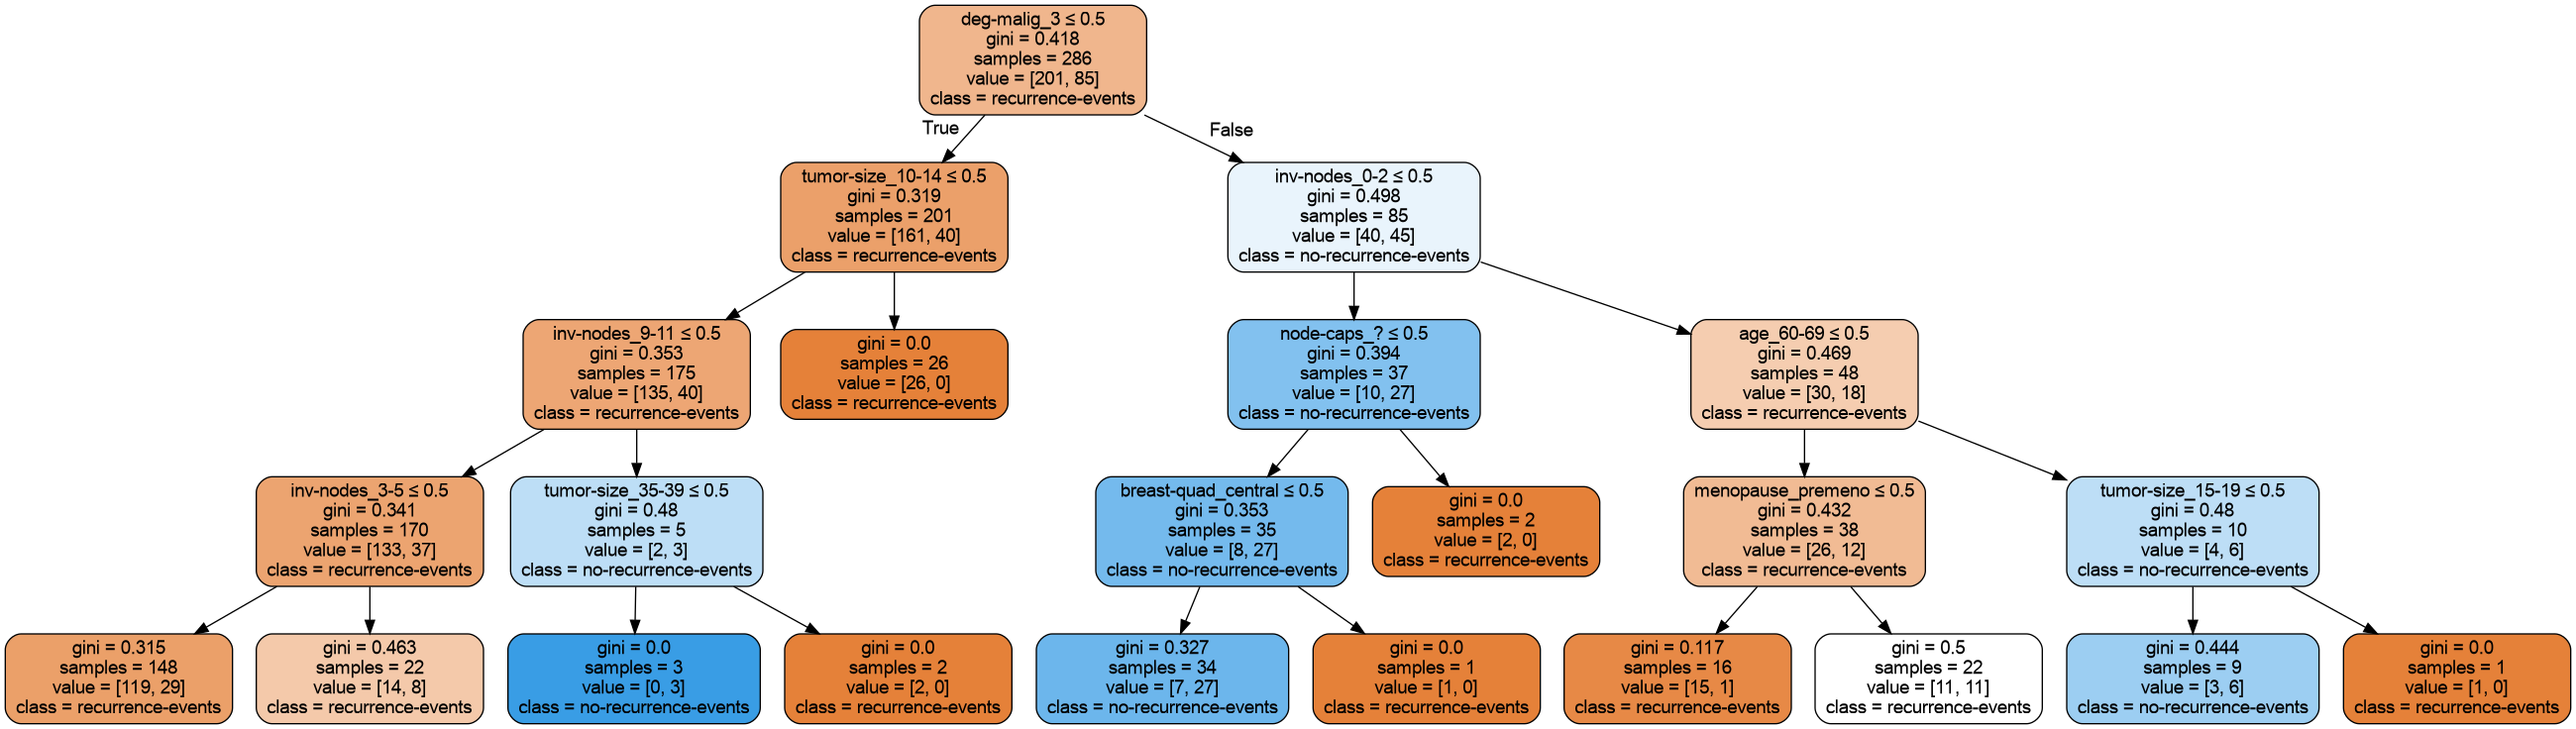 deg-malig_3 ≤ 0.5
gini = 0.418
samples = 286
value = [201, 85]
class = recurrence-events
True
False
tumor-size_10-14 ≤ 0.5
gini = 0.319
samples = 201
value = [161, 40]
class = recurrence-events
inv-nodes_0-2 ≤ 0.5
gini = 0.498
samples = 85
value = [40, 45]
class = no-recurrence-events
inv-nodes_9-11 ≤ 0.5
gini = 0.353
samples = 175
value = [135, 40]
class = recurrence-events
gini = 0.0
samples = 26
value = [26, 0]
class = recurrence-events
node-caps_? ≤ 0.5
gini = 0.394
samples = 37
value = [10, 27]
class = no-recurrence-events
age_60-69 ≤ 0.5
gini = 0.469
samples = 48
value = [30, 18]
class = recurrence-events
inv-nodes_3-5 ≤ 0.5
gini = 0.341
samples = 170
value = [133, 37]
class = recurrence-events
tumor-size_35-39 ≤ 0.5
gini = 0.48
samples = 5
value = [2, 3]
class = no-recurrence-events
breast-quad_central ≤ 0.5
gini = 0.353
samples = 35
value = [8, 27]
class = no-recurrence-events
gini = 0.0
samples = 2
value = [2, 0]
class = recurrence-events
menopause_premeno ≤ 0.5
gini = 0.432
samples = 38
value = [26, 12]
class = recurrence-events
tumor-size_15-19 ≤ 0.5
gini = 0.48
samples = 10
value = [4, 6]
class = no-recurrence-events
gini = 0.315
samples = 148
value = [119, 29]
class = recurrence-events
gini = 0.463
samples = 22
value = [14, 8]
class = recurrence-events
gini = 0.0
samples = 3
value = [0, 3]
class = no-recurrence-events
gini = 0.0
samples = 2
value = [2, 0]
class = recurrence-events
gini = 0.327
samples = 34
value = [7, 27]
class = no-recurrence-events
gini = 0.0
samples = 1
value = [1, 0]
class = recurrence-events
gini = 0.117
samples = 16
value = [15, 1]
class = recurrence-events
gini = 0.5
samples = 22
value = [11, 11]
class = recurrence-events
gini = 0.444
samples = 9
value = [3, 6]
class = no-recurrence-events
gini = 0.0
samples = 1
value = [1, 0]
class = recurrence-events